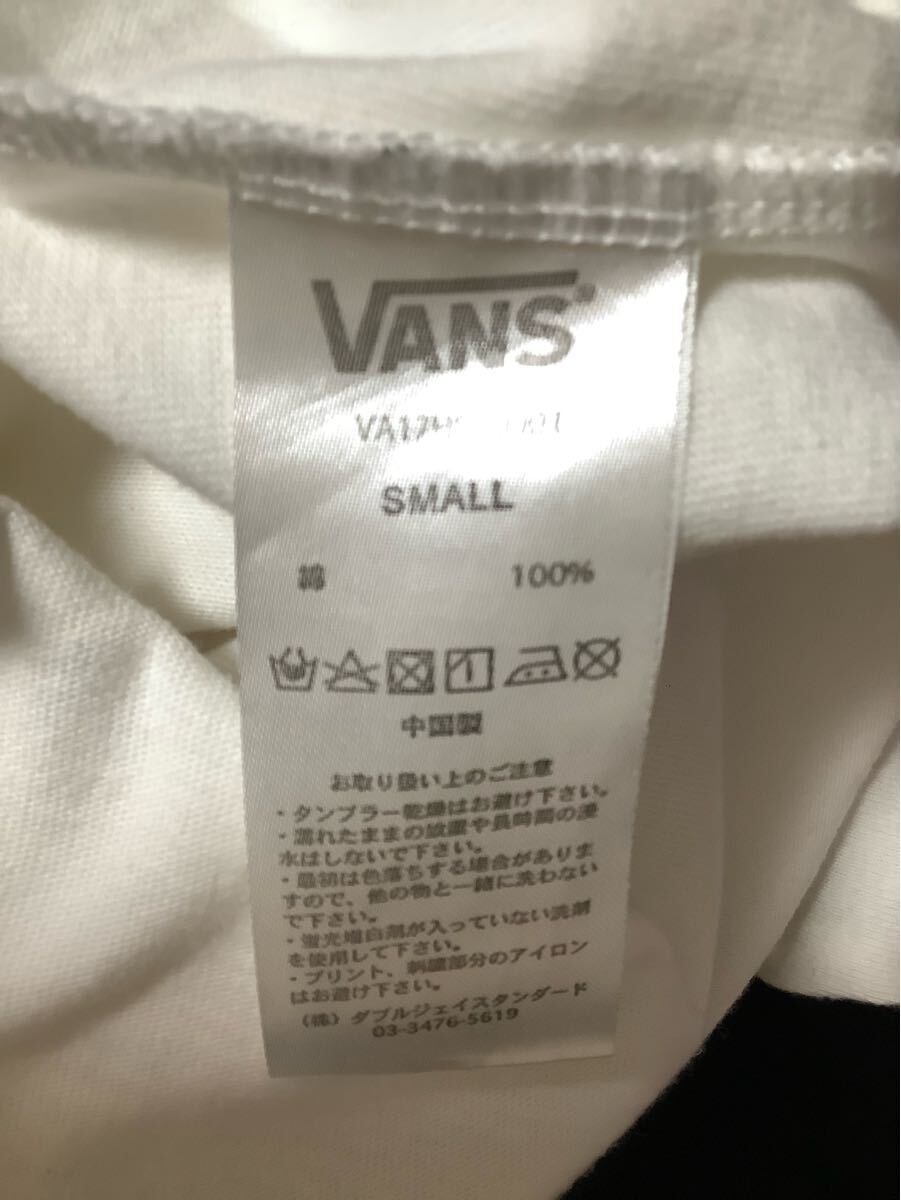 VANS
SMALL
綿 100%
中国製
お取り扱い上のご注意
・タンブラー乾燥はお避け下さい。
・濡れたままの放置や長時間の浸
水はしないで下さい。
・最初は色落ちする場合がありま
すので、他の物と一緒に洗わない
で下さい。
・蛍光増白剤が入っていない洗剤
を使用して下さい。
・プリント、刺繍部分のアイロン
はお避け下さい。
(株)ダブルジェイスタンダード
03-3476-5619